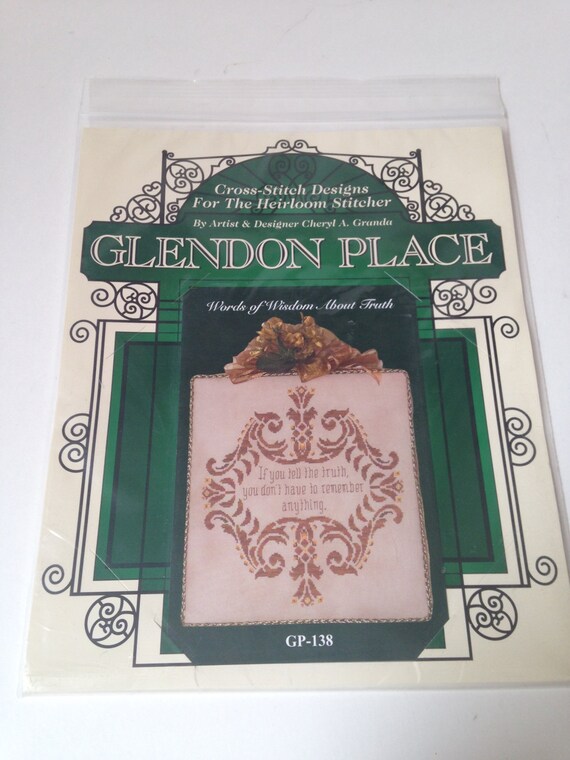 Cross-Stitch Designs
For The Heirloom Stitcher
By Artist & Designer Cheryl A. Granda
GLENDON PLACE
Words of Wisdom About Truth
If you tell the truth,
you don't have to remember
anything.
GP-138